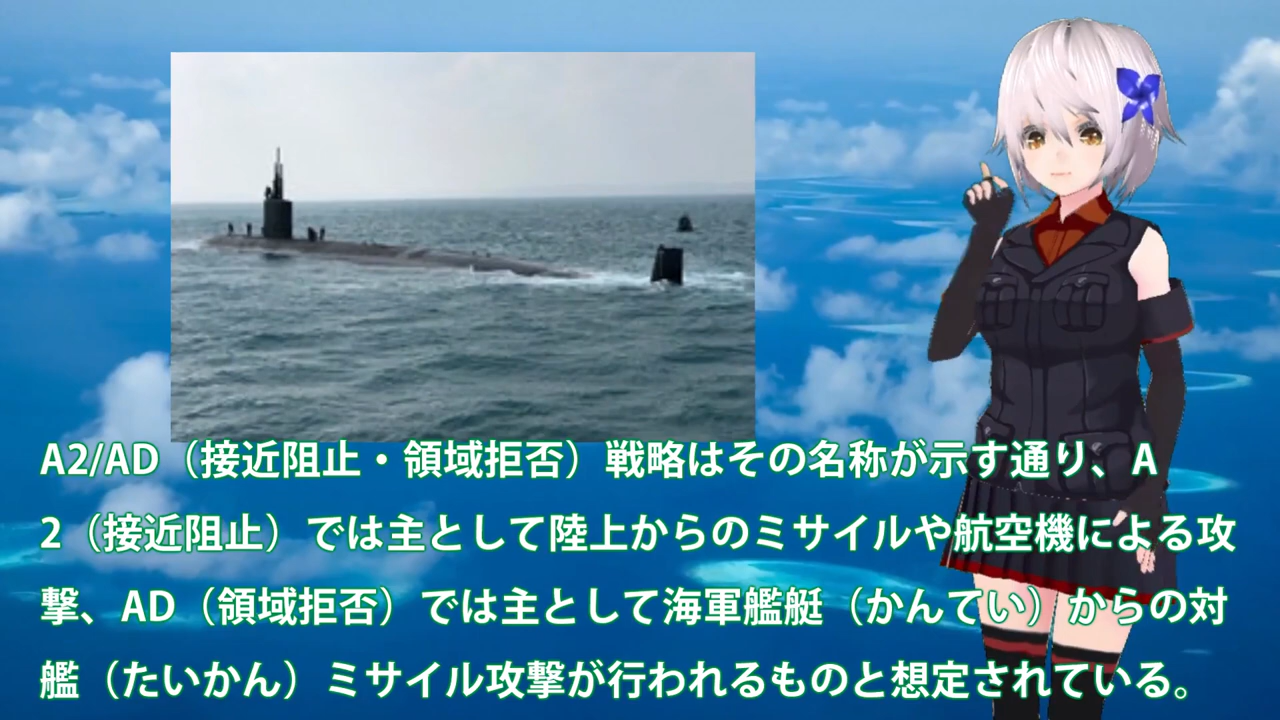 A2/AD（接近阻止・領域拒否）戦略はその名称が示す通り、A
2（接近阻止）では主として陸上からのミサイルや航空機による攻
撃、AD（領域拒否）では主として海軍艦艇（かんてい）からの対
艦（たいかん）ミサイル攻撃が行われるものと想定されている。